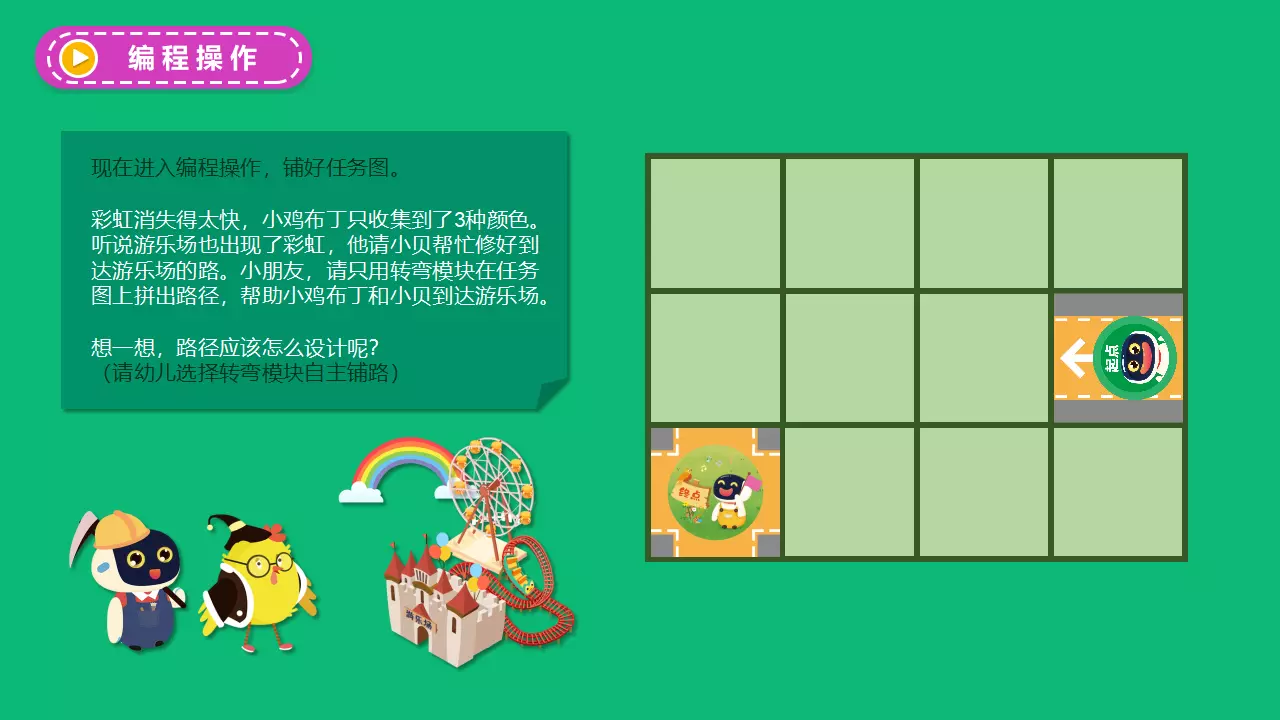 编程操作
现在进入编程操作，铺好任务图。
彩虹消失得太快，小鸡布丁只收集到了3种颜色。
听说游乐场也出现了彩虹，他请小贝帮忙修好到
达游乐场的路。小朋友，请只用转弯模块在任务
图上拼出路径，帮助小鸡布丁和小贝到达游乐场。
想一想，路径应该怎么设计呢？
（请幼儿选择转弯模块自主铺路）
起点
终点
游乐场